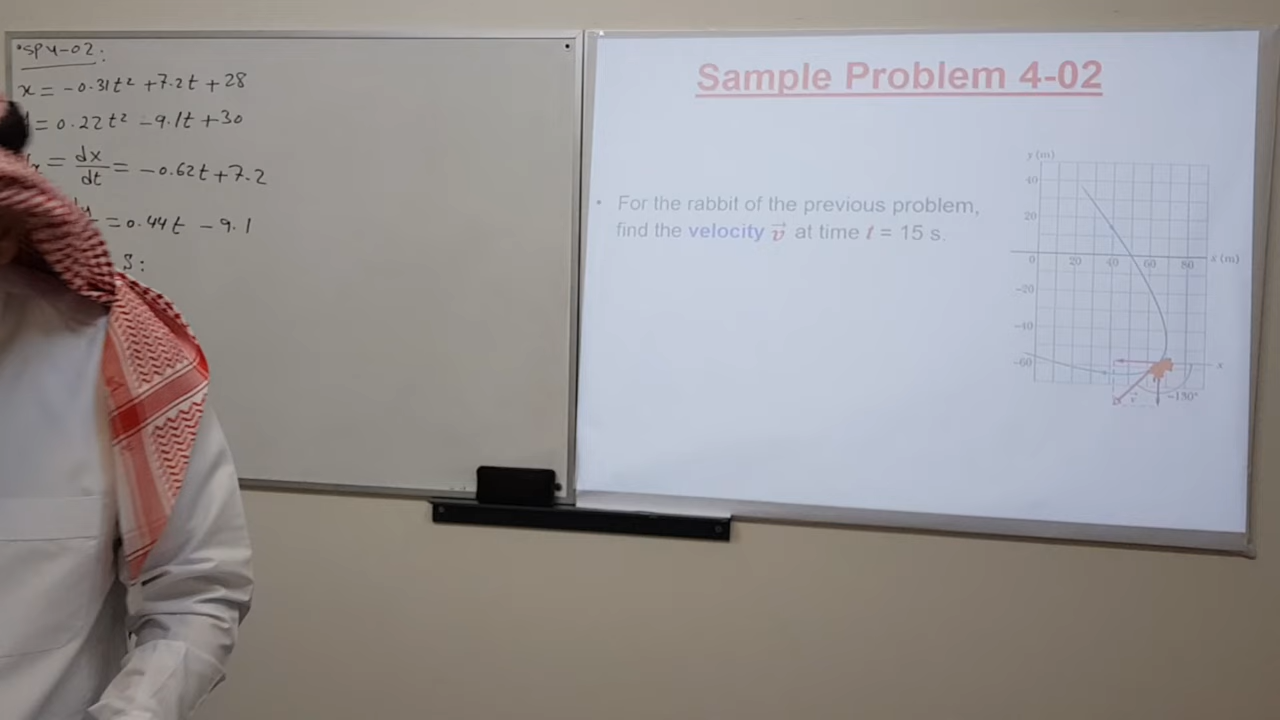 SP4-02:
x = -0.31t² + 7.2t + 28
= 0.22t² - 9.1t + 30
= dx/dt = -0.62t + 7.2
= 0.44t - 9.1
S:
Sample Problem 4-02
• For the rabbit of the previous problem,
find the velocity v⃗ at time t = 15 s.
y (m)
40
20
0 20 40 60 80 x (m)
-20
-40
-60 x
-130°